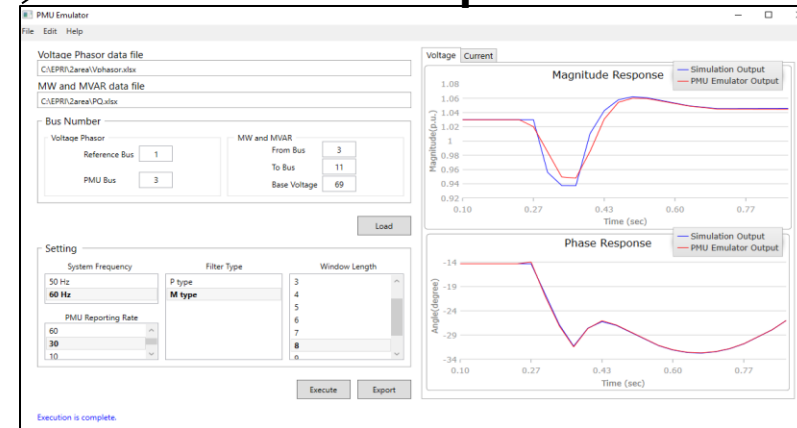 PMU Emulator
File Edit Help
Voltage Phasor data file
C:\EPRI\2area\Vphasor.xlsx
MW and MVAR data file
C:\EPRI\2area\PQ.xlsx
Bus Number
Voltage Phasor
Reference Bus 1
PMU Bus 3
MW and MVAR
From Bus 3
To Bus 11
Base Voltage 69
Load
Setting
System Frequency
50 Hz
60 Hz
PMU Reporting Rate
60
30
10
Filter Type
P type
M type
Window Length
3
4
5
6
7
8
9
Execute Export
Execution is complete.
Voltage Current
Magnitude Response
Simulation Output
PMU Emulator Output
Magnitude(p.u.)
1.08
1.06
1.04
1.02
1
0.98
0.96
0.94
0.92
0.10 0.27 0.43 0.60 0.77
Time (sec)
Phase Response
Simulation Output
PMU Emulator Output
Angle(degree)
-14
-19
-24
-29
-34
0.10 0.27 0.43 0.60 0.77
Time (sec)